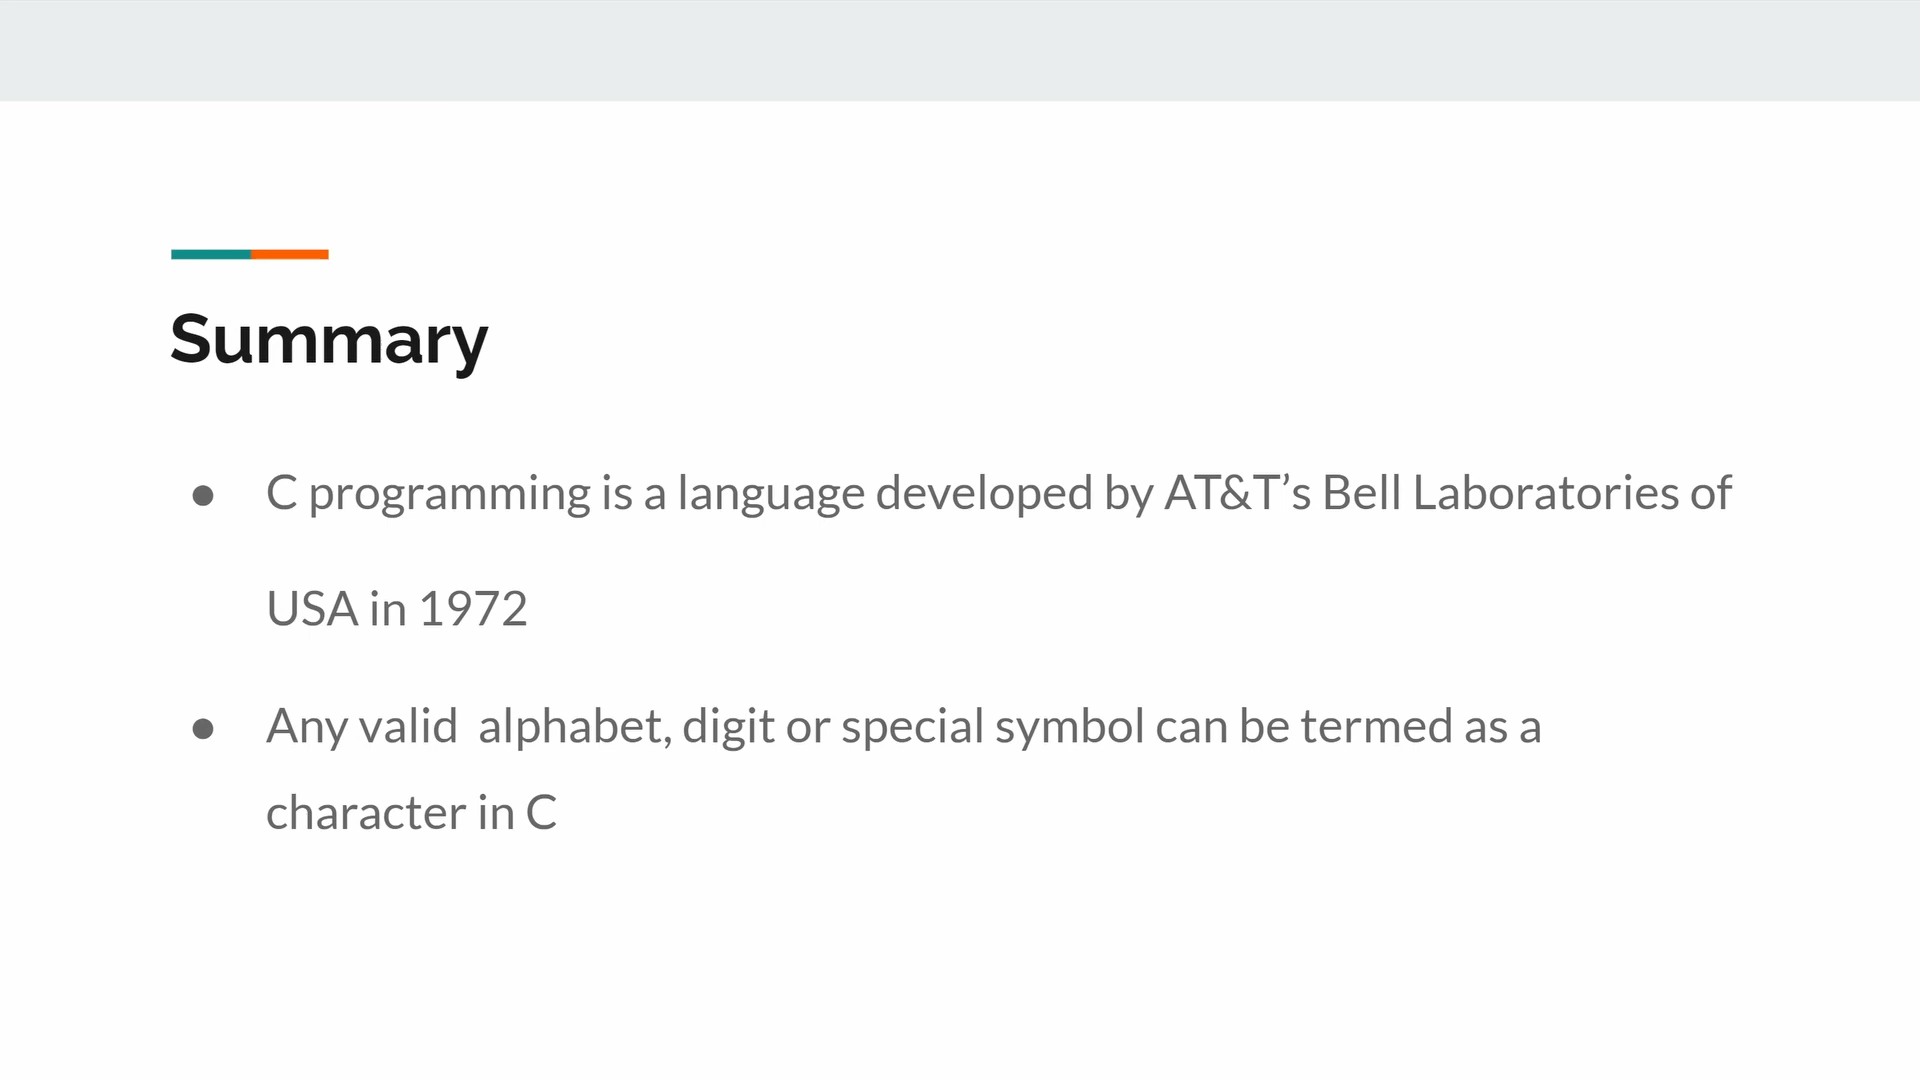 Summary
● C programming is a language developed by AT&T’s Bell Laboratories of
USA in 1972
● Any valid  alphabet, digit or special symbol can be termed as a
character in C